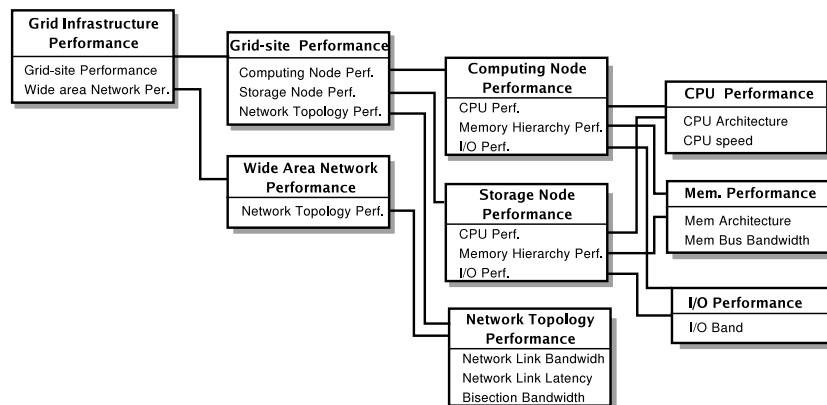 Grid Infrastructure
Performance
Grid-site Performance
Wide area Network Per.
Grid-site Performance
Computing Node Perf.
Storage Node Perf.
Network Topology Perf.
Wide Area Network
Performance
Network Topology Perf.
Computing Node
Performance
CPU Perf.
Memory Hierarchy Perf.
I/O Perf.
Storage Node
Performance
CPU Perf.
Memory Hierarchy Perf.
I/O Perf.
Network Topology
Performance
Network Link Bandwidh
Network Link Latency
Bisection Bandwidth
CPU Performance
CPU Architecture
CPU speed
Mem. Performance
Mem Architecture
Mem Bus Bandwidth
I/O Performance
I/O Band